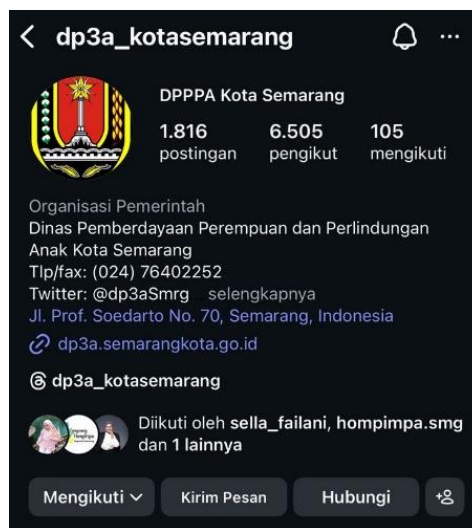 dp3a_kotasemarang
DPPPA Kota Semarang
1.816 6.505 105
postingan pengikut mengikuti
Organisasi Pemerintah
Dinas Pemberdayaan Perempuan dan Perlindungan
Anak Kota Semarang
Tlp/fax: (024) 76402252
Twitter: @dp3aSmrg selengkapnya
Jl. Prof. Soedarto No. 70, Semarang, Indonesia
dp3a.semarangkota.go.id
dp3a_kotasemarang
Diikuti oleh sella_failani, hompimpa.smg
dan 1 lainnya
Mengikuti Kirim Pesan Hubungi